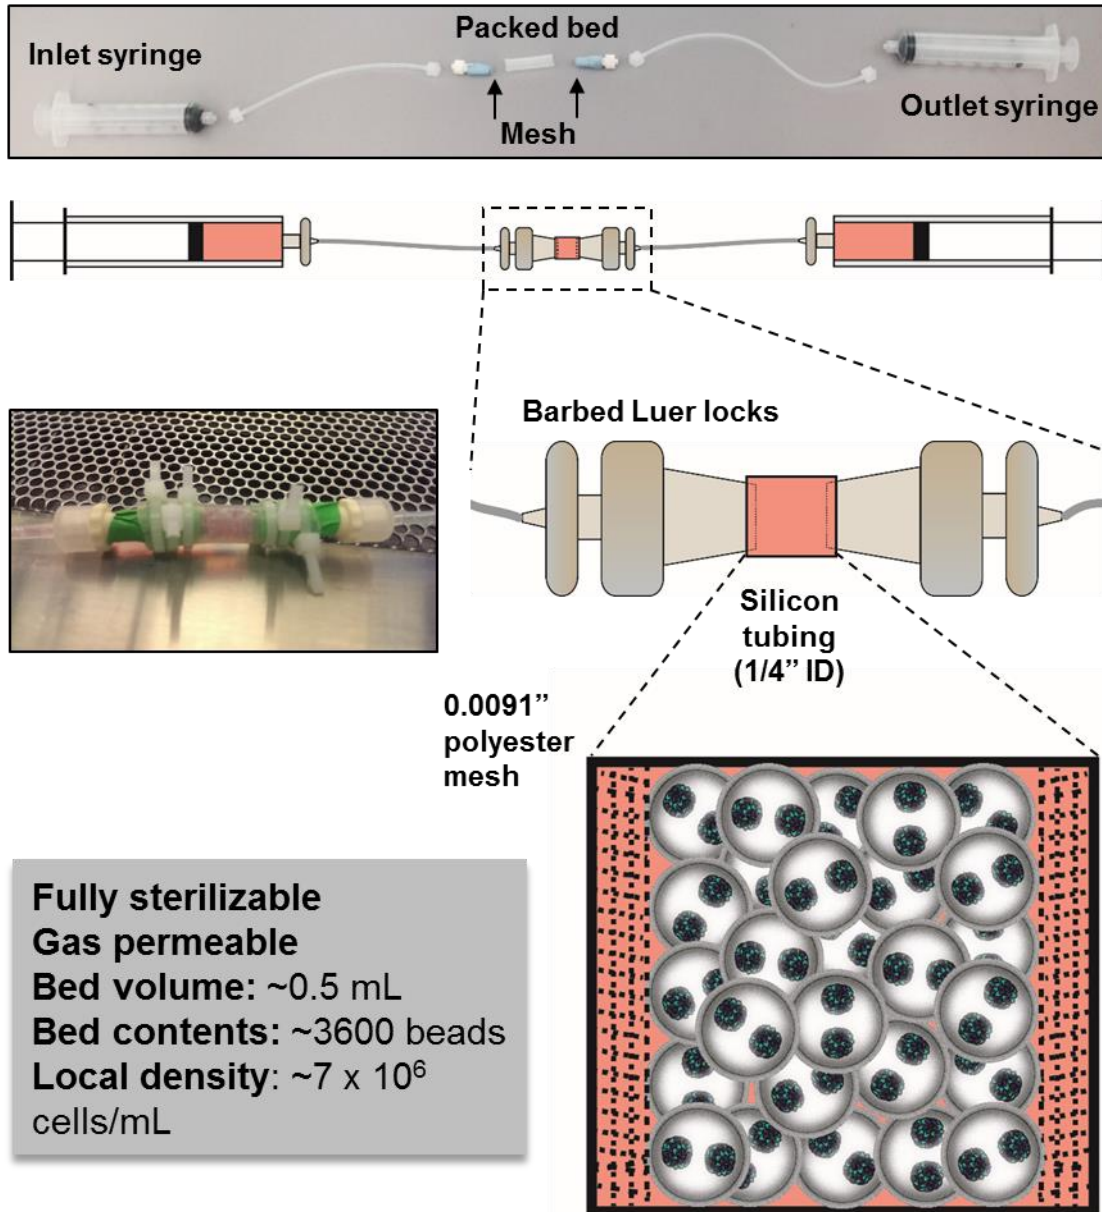 Inlet syringe
Packed bed
Mesh
Outlet syringe
Barbed Luer locks
Silicon
tubing
(1/4” ID)
0.0091”
polyester
mesh
Fully sterilizable
Gas permeable
Bed volume: ~0.5 mL
Bed contents: ~3600 beads
Local density: ~7 x 10⁶
cells/mL